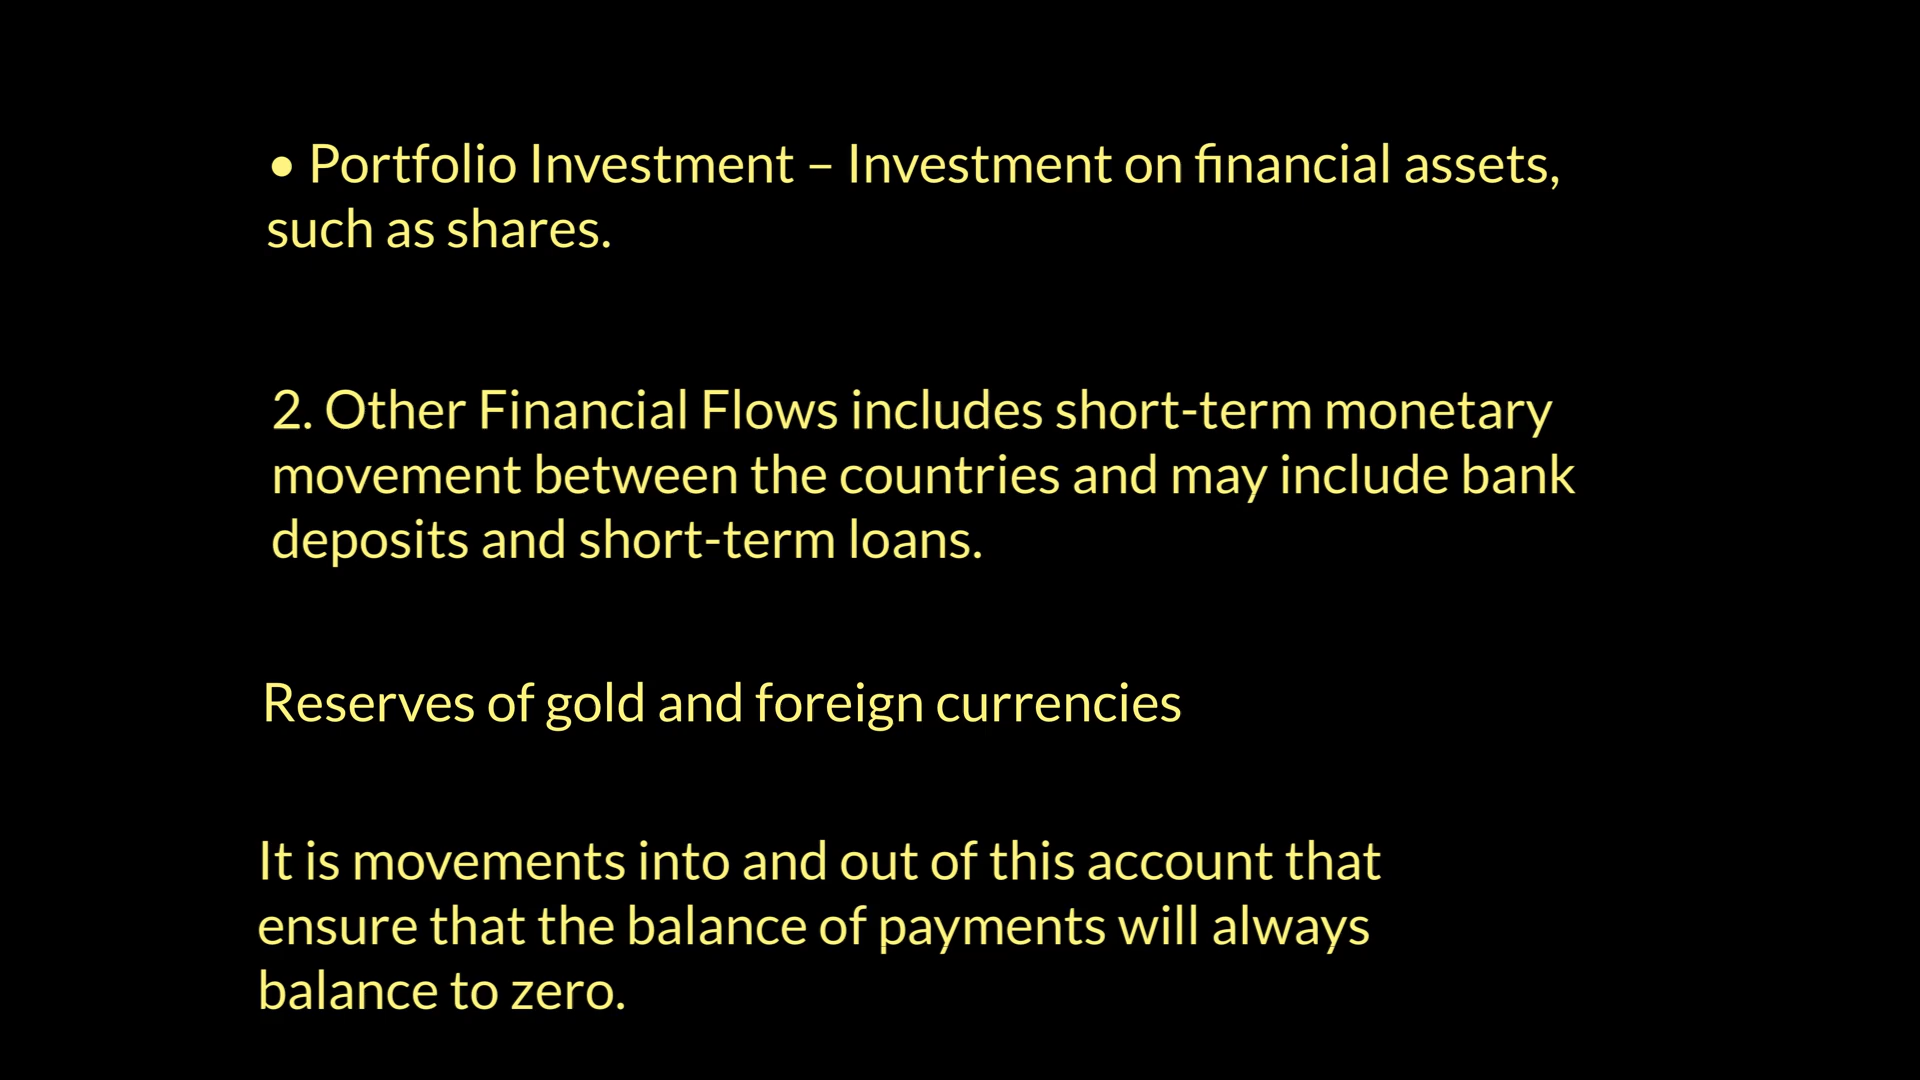 • Portfolio Investment – Investment on financial assets,
such as shares.
2. Other Financial Flows includes short-term monetary
movement between the countries and may include bank
deposits and short-term loans.
Reserves of gold and foreign currencies
It is movements into and out of this account that
ensure that the balance of payments will always
balance to zero.